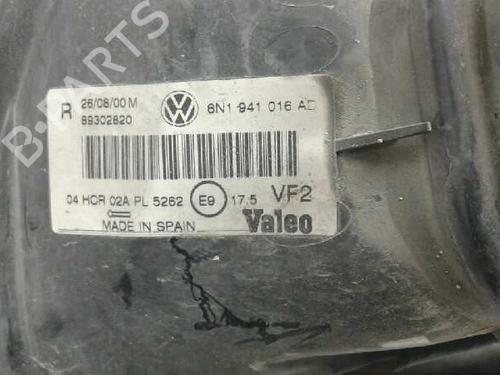 B-PARTS
R 26/08/00 M 6N1 941 016 AD
89302820
04 HCR 02A PL 5262 E9 17,5 VF2
MADE IN SPAIN Valeo